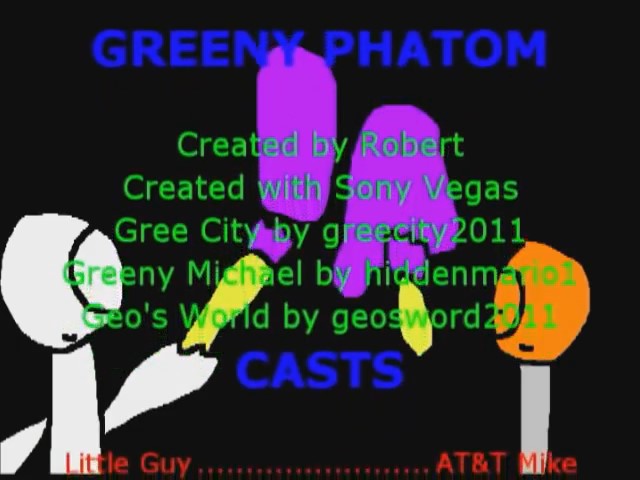 GREENY PHATOM
Created by Robert
Created with Sony Vegas
Gree City by greecity2011
Greeny Michael by hiddenmario1
Geo's World by geosword2011
CASTS
Little Guy........................AT&T Mike